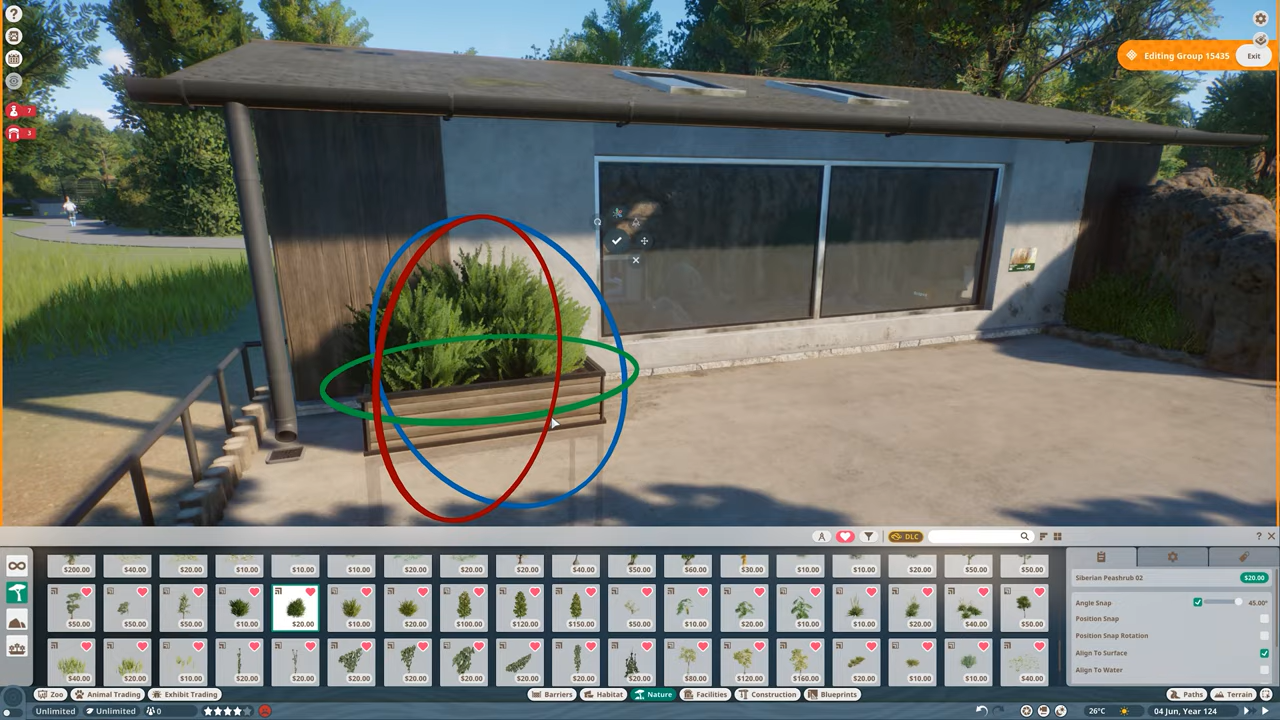 ?
Editing Group 15435
Exit
7
3
DLC
?
$200.00 $40.00 $20.00 $10.00 $10.00 $10.00 $20.00 $10.00 $20.00 $40.00 $50.00 $60.00 $30.00 $10.00 $20.00 $20.00 $50.00 $50.00
$50.00 $50.00 $50.00 $10.00 $20.00 $10.00 $20.00 $100.00 $120.00 $150.00 $50.00 $10.00 $20.00 $50.00 $10.00 $20.00 $40.00 $50.00
$40.00 $20.00 $10.00 $20.00 $20.00 $20.00 $20.00 $20.00 $20.00 $20.00 $20.00 $80.00 $120.00 $160.00 $20.00 $10.00 $20.00 $40.00
Siberian Peashrub 02 $20.00
Angle Snap 45.00°
Position Snap
Position Snap Rotation
Align To Surface
Align To Water
Zoo Animal Trading Exhibit Trading Barriers Habitat Nature Facilities Construction Blueprints Paths Terrain
Unlimited Unlimited 0 26°C 04 Jun, Year 124